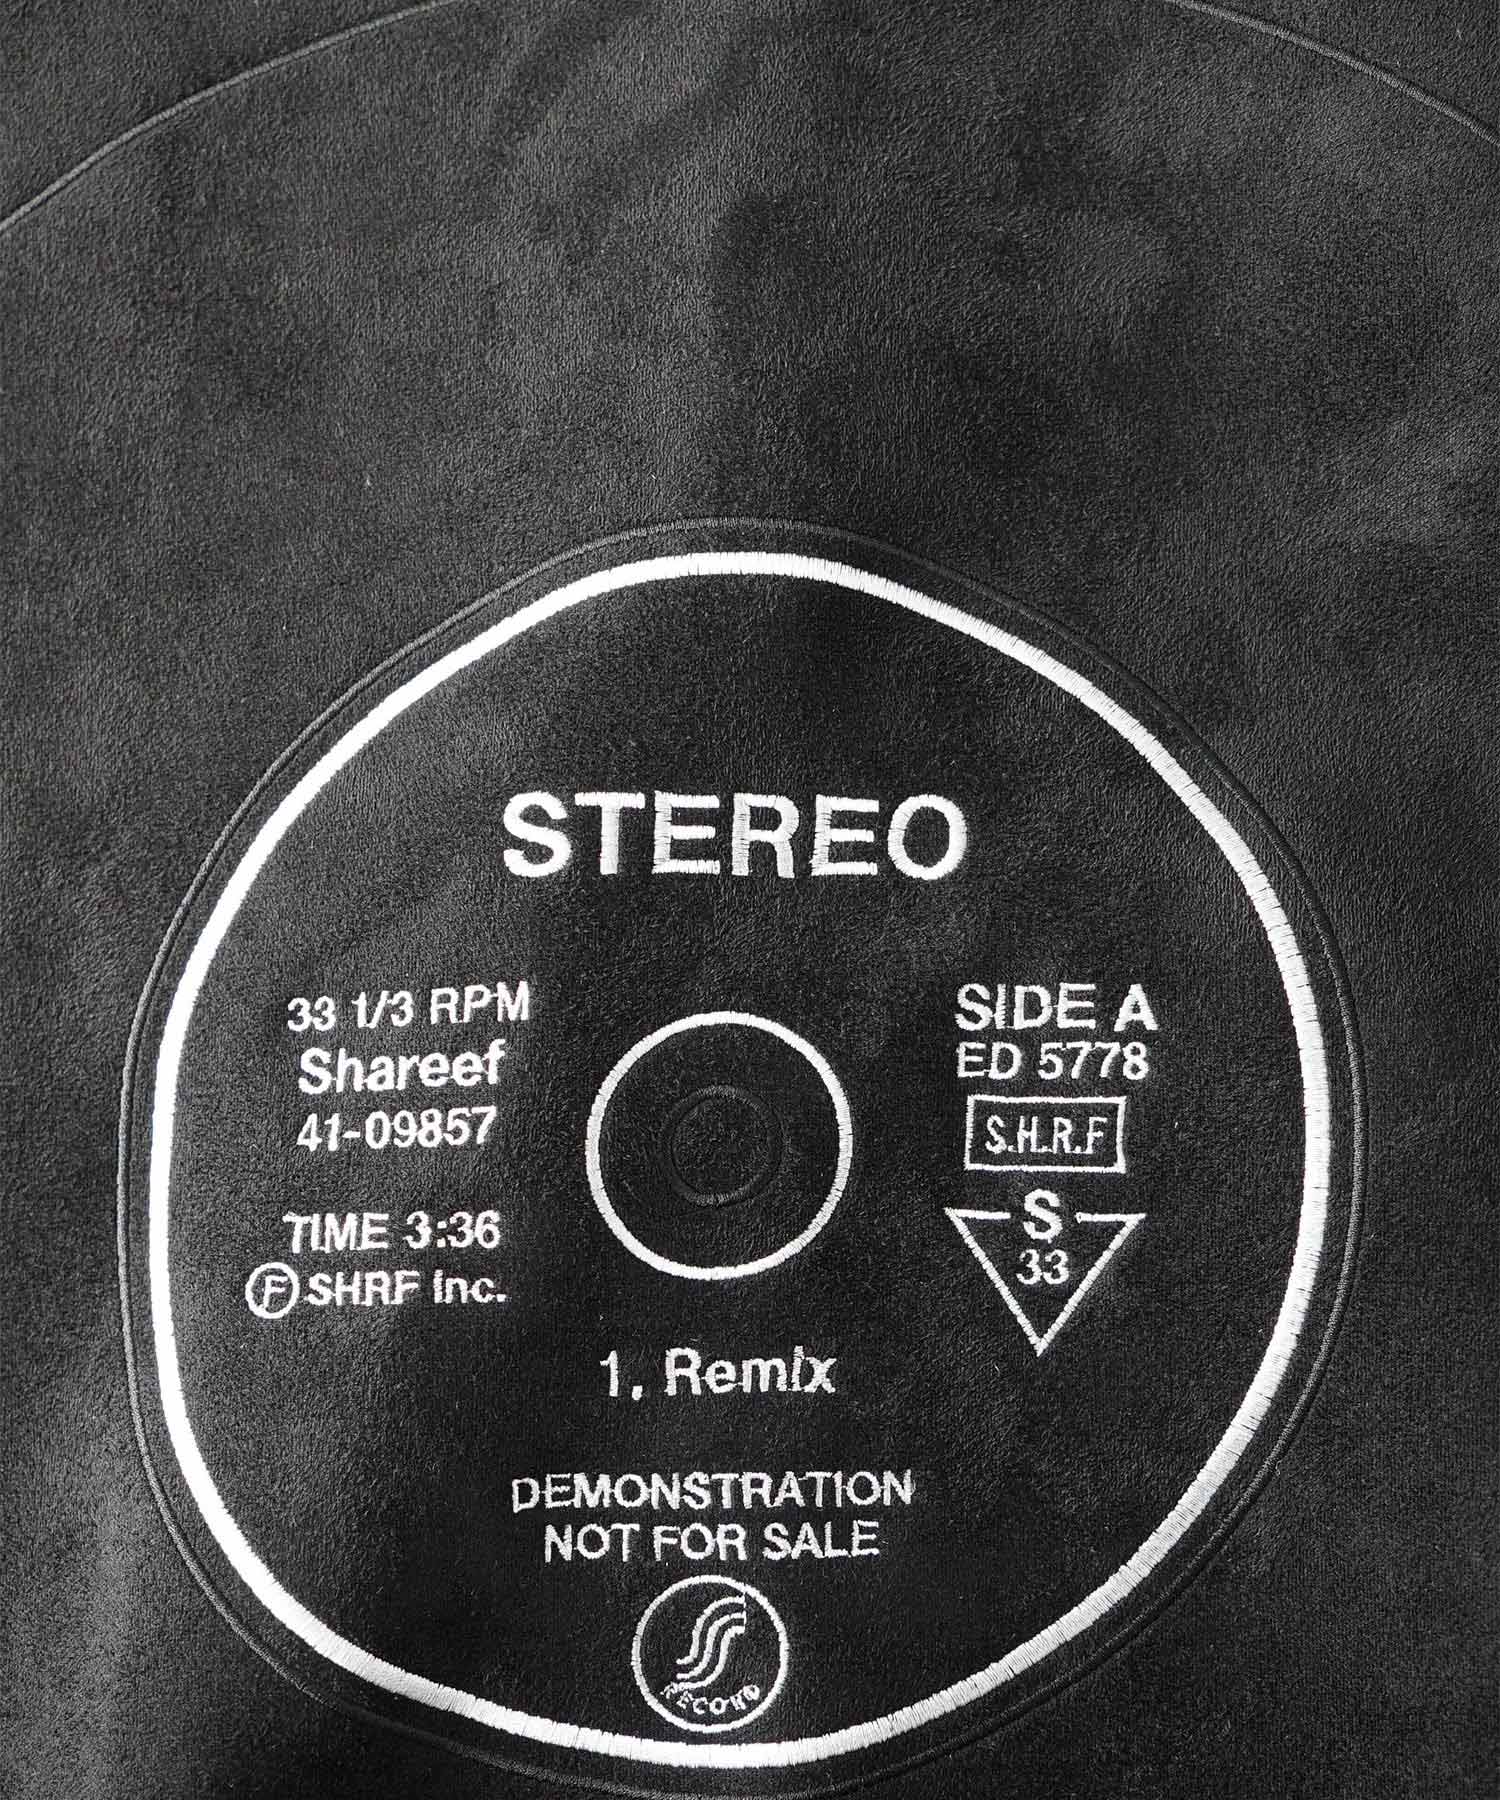 STEREO
33 1/3 RPM
Shareef
41-09857
TIME 3:36
Ⓕ SHRF Inc.
SIDE A
ED 5778
S.H.R.F
S
33
1. Remix
DEMONSTRATION
NOT FOR SALE
RECORD